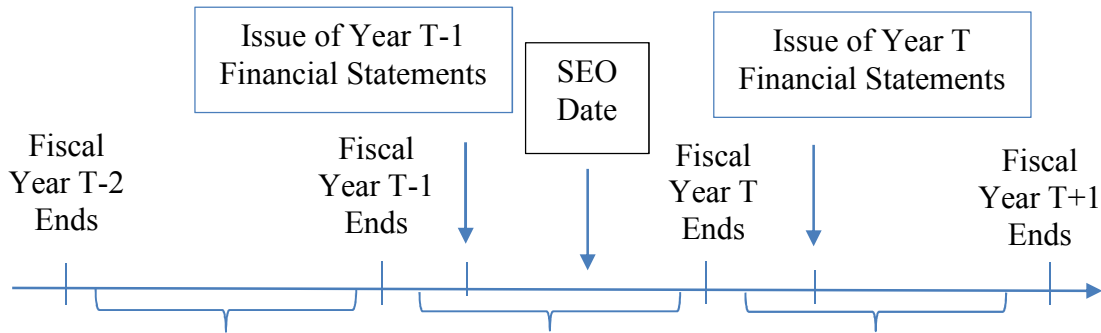 Issue of Year T-1
Financial Statements
SEO
Date
Issue of Year T
Financial Statements
Fiscal
Year T-2
Ends
Fiscal
Year T-1
Ends
Fiscal
Year T
Ends
Fiscal
Year T+1
Ends